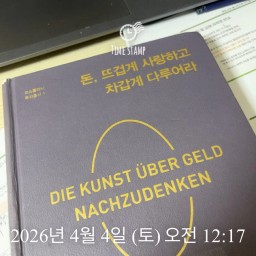 TIME STAMP
돈, 뜨겁게 사랑하고
차갑게 다루어라
DIE KUNST ÜBER GELD
NACHZUDENKEN
2026년 4월 4일 (토) 오전 12:17